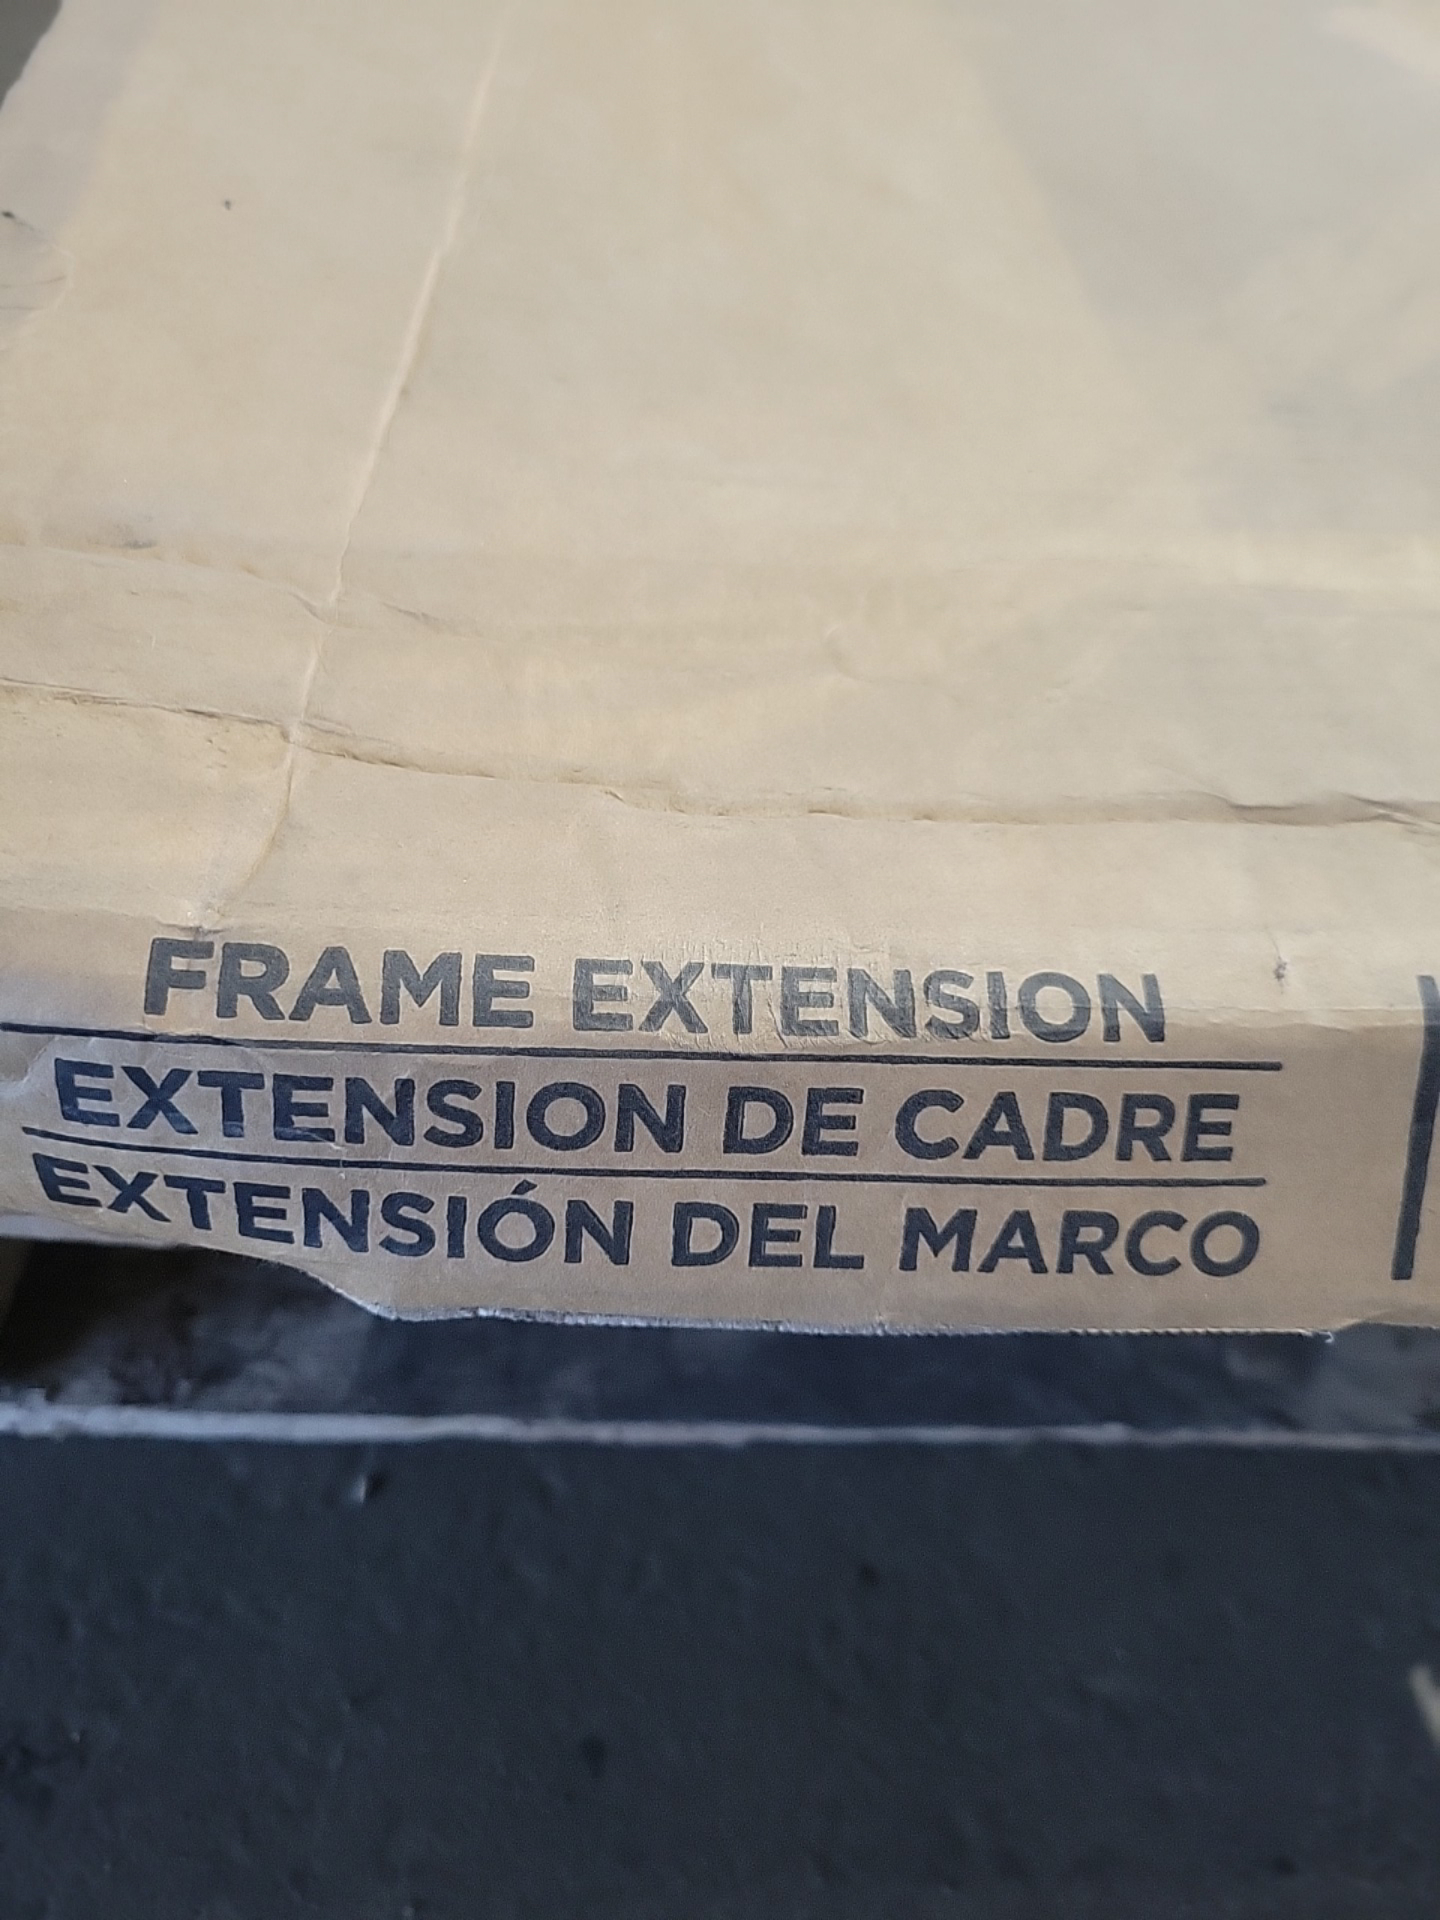 FRAME EXTENSION
EXTENSION DE CADRE
EXTENSIÓN DEL MARCO